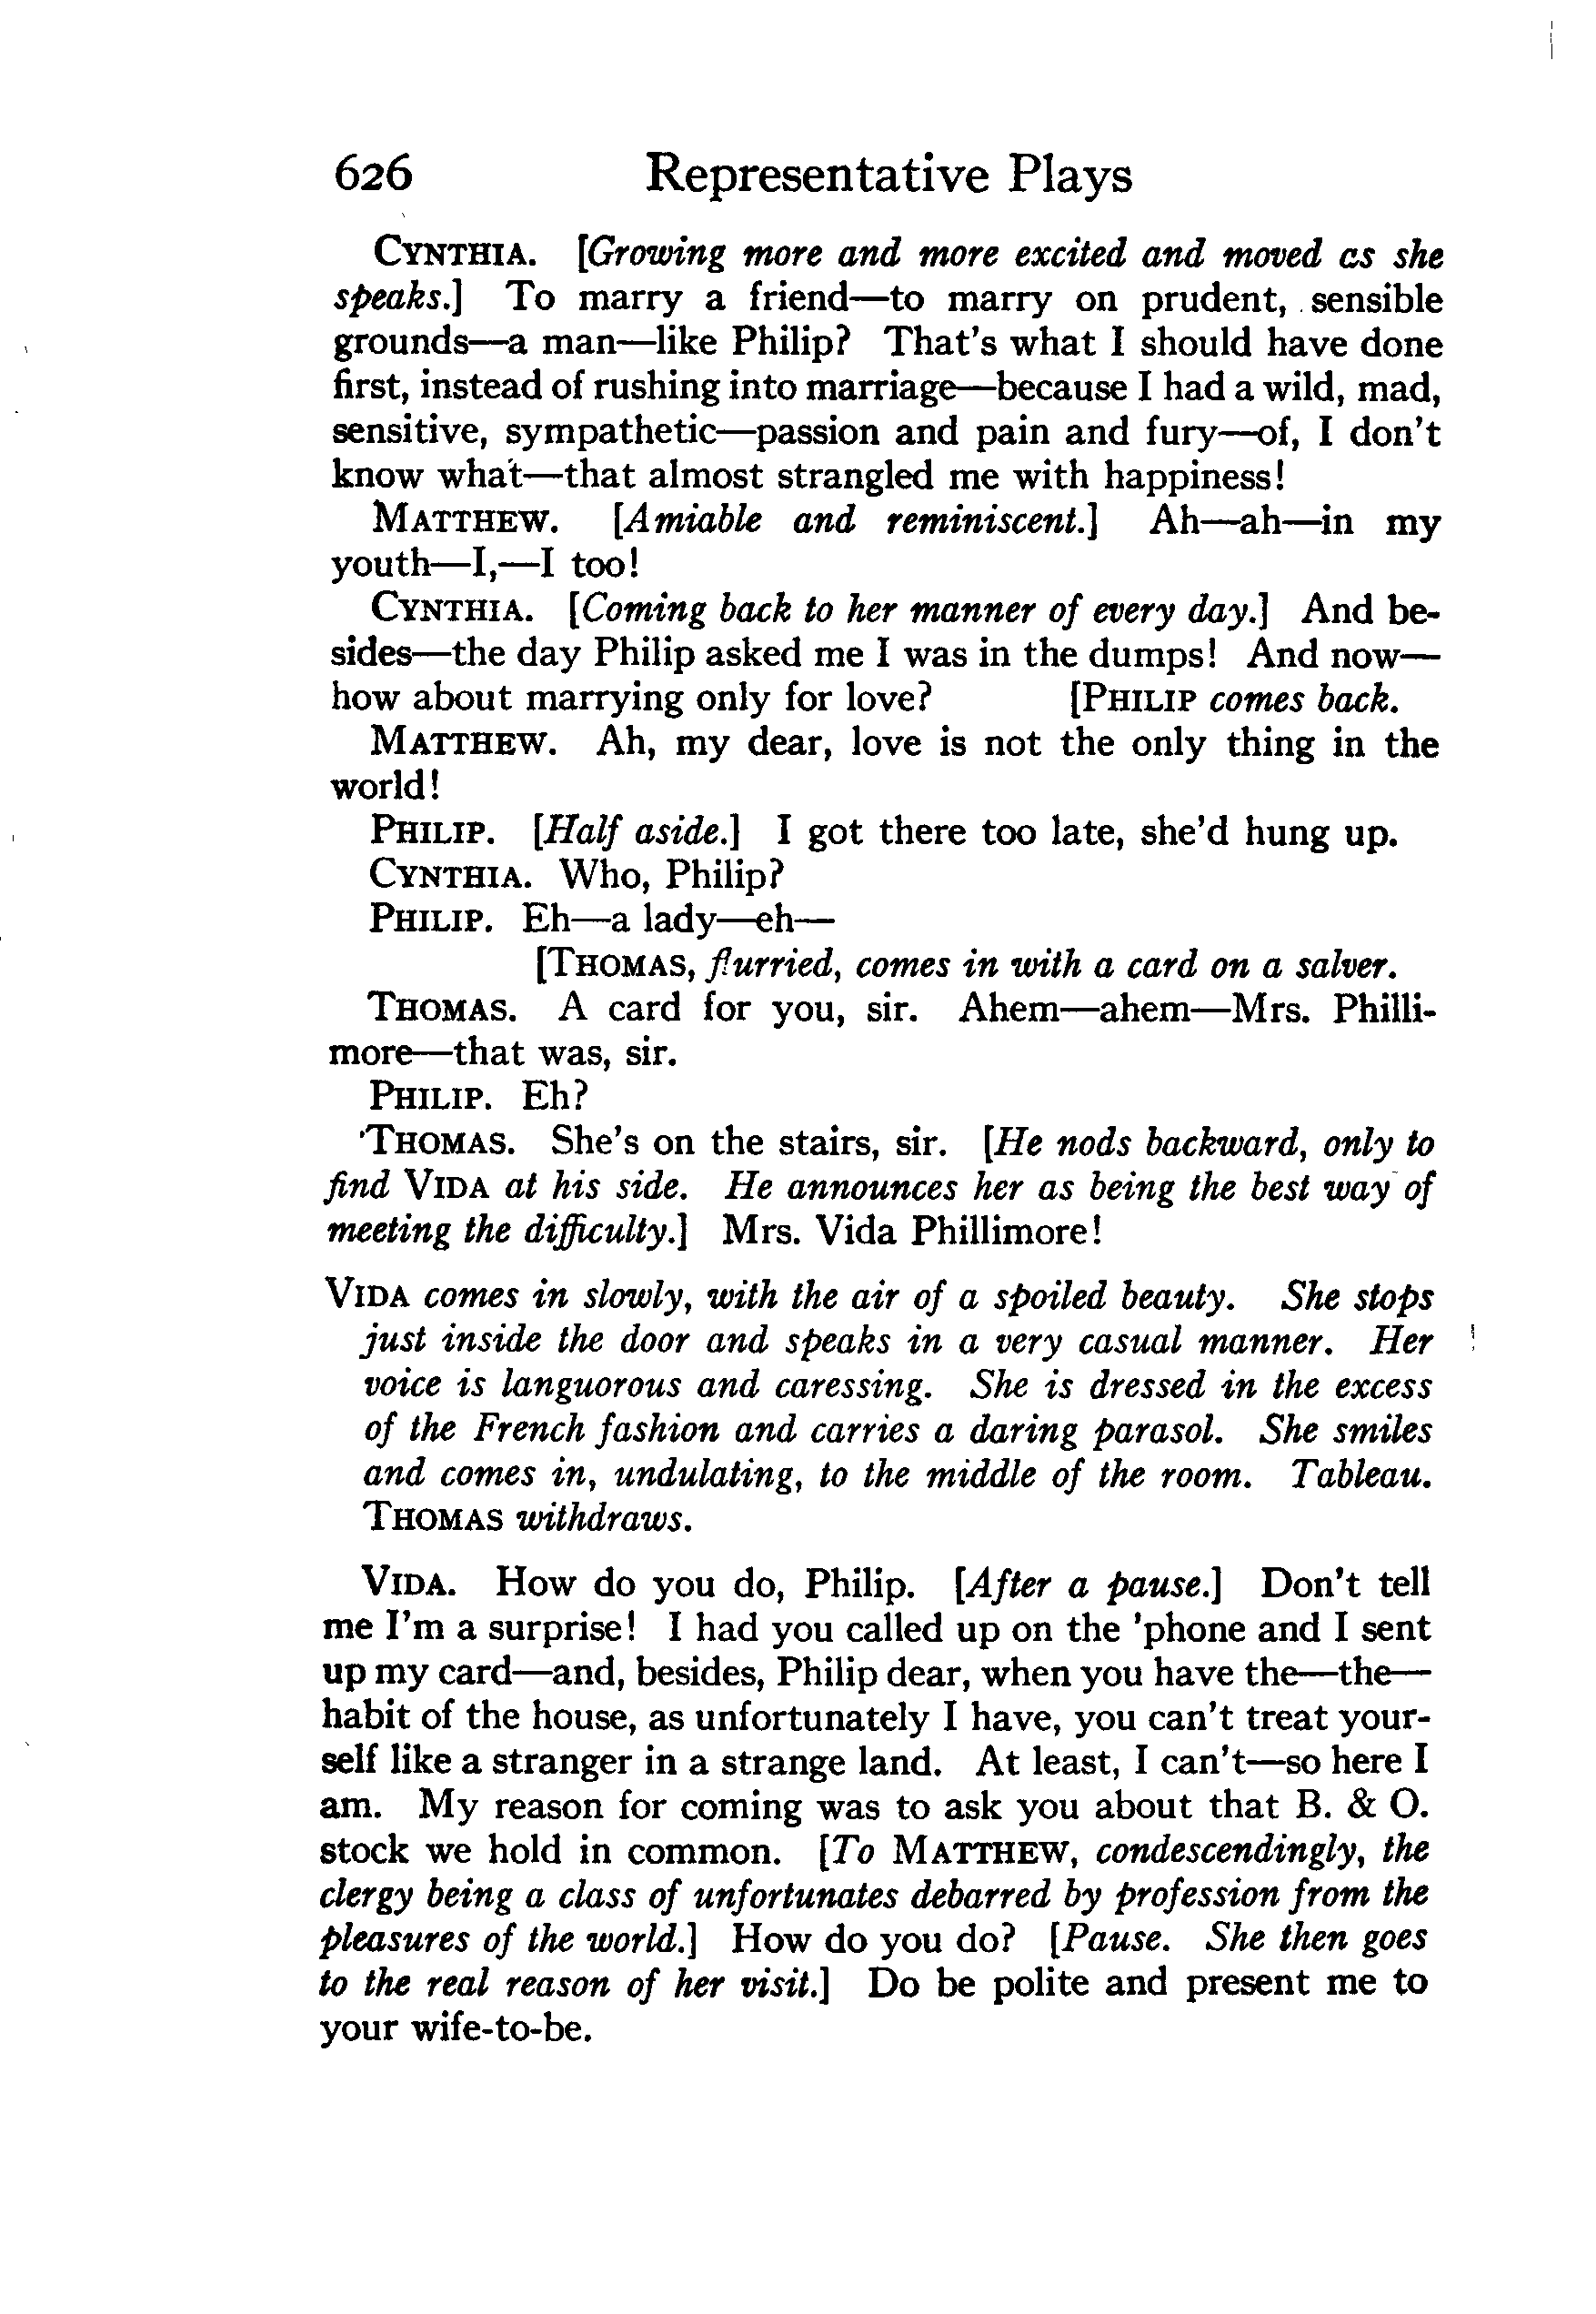 626 Representative Plays
CYNTHIA. [Growing more and more excited and moved as she
speaks.] To marry a friend—to marry on prudent, sensible
grounds—a man—like Philip? That's what I should have done
first, instead of rushing into marriage—because I had a wild, mad,
sensitive, sympathetic—passion and pain and fury—of, I don't
know what—that almost strangled me with happiness!
MATTHEW. [Amiable and reminiscent.] Ah—ah—in my
youth—I,—I too!
CYNTHIA. [Coming back to her manner of every day.] And be-
sides—the day Philip asked me I was in the dumps! And now—
how about marrying only for love? [PHILIP comes back.
MATTHEW. Ah, my dear, love is not the only thing in the
world!
PHILIP. [Half aside.] I got there too late, she'd hung up.
CYNTHIA. Who, Philip?
PHILIP. Eh—a lady—eh—
[THOMAS, flurried, comes in with a card on a salver.
THOMAS. A card for you, sir. Ahem—ahem—Mrs. Philli-
more—that was, sir.
PHILIP. Eh?
THOMAS. She's on the stairs, sir. [He nods backward, only to
find VIDA at his side. He announces her as being the best way of
meeting the difficulty.] Mrs. Vida Phillimore!
VIDA comes in slowly, with the air of a spoiled beauty. She stops
just inside the door and speaks in a very casual manner. Her
voice is languorous and caressing. She is dressed in the excess
of the French fashion and carries a daring parasol. She smiles
and comes in, undulating, to the middle of the room. Tableau.
THOMAS withdraws.
VIDA. How do you do, Philip. [After a pause.] Don't tell
me I'm a surprise! I had you called up on the 'phone and I sent
up my card—and, besides, Philip dear, when you have the—the—
habit of the house, as unfortunately I have, you can't treat your-
self like a stranger in a strange land. At least, I can't—so here I
am. My reason for coming was to ask you about that B. & O.
stock we hold in common. [To MATTHEW, condescendingly, the
clergy being a class of unfortunates debarred by profession from the
pleasures of the world.] How do you do? [Pause. She then goes
to the real reason of her visit.] Do be polite and present me to
your wife-to-be.